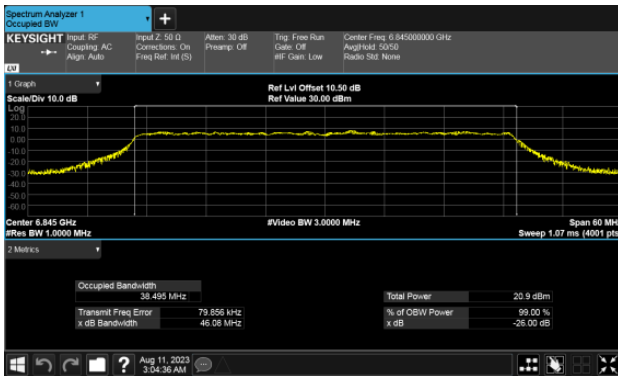 Spectrum Analyzer 1
Occupied BW
KEYSIGHT
Input: RF
Coupling: AC
Align: Auto
Input Z: 50 Ω
Corrections: On
Freq Ref: Int (S)
Atten: 30 dB
Preamp: Off
Trig: Free Run
Gate: Off
#IF Gain: Low
Center Freq: 6.845000000 GHz
Avg|Hold: 50/50
Radio Std: None
LXI
1 Graph
Scale/Div 10.0 dB
Ref Lvl Offset 10.50 dB
Ref Value 30.00 dBm
Log
20.0
10.0
0.00
-10.0
-20.0
-30.0
-40.0
-50.0
-60.0
Center 6.845 GHz
#Video BW 3.0000 MHz
Span 60 MH
#Res BW 1.0000 MHz
Sweep 1.07 ms (4001 pts
2 Metrics
Occupied Bandwidth
38.495 MHz
Total Power 20.9 dBm
Transmit Freq Error 79.856 kHz
% of OBW Power 99.00 %
x dB Bandwidth 46.08 MHz
x dB -26.00 dB
Aug 11, 2023
3:04:36 AM